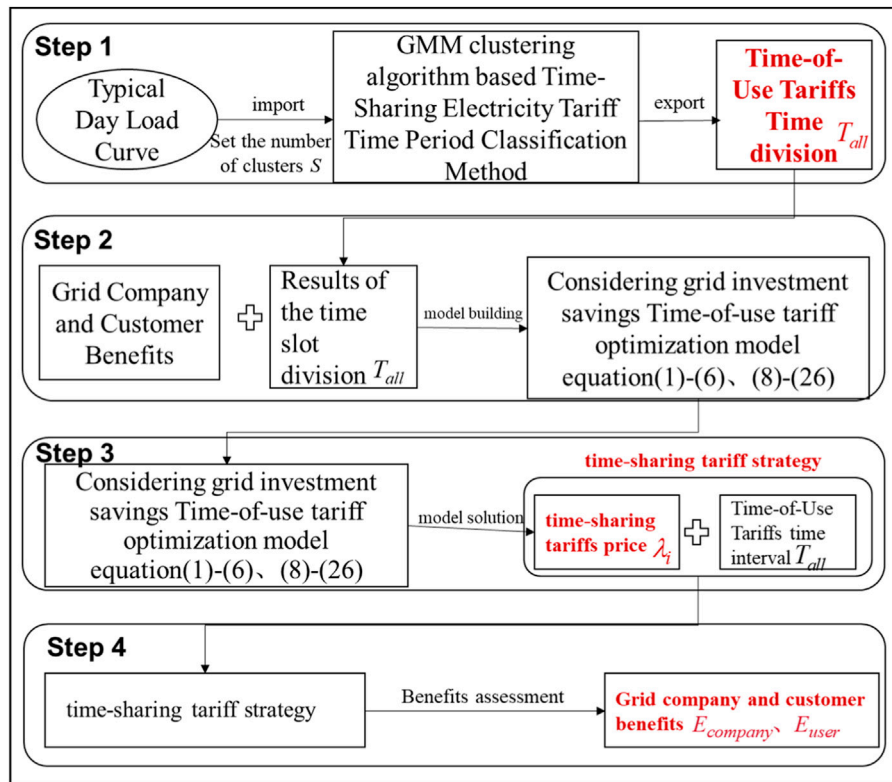 Step 1
Typical
Day Load
Curve
import
Set the number
of clusters S
GMM clustering
algorithm based Time-
Sharing Electricity Tariff
Time Period Classification
Method
export
Time-of-
Use Tariffs
Time
division T_all
Step 2
Grid Company
and Customer
Benefits
Results of
the time
slot
division T_all
model building
Considering grid investment
savings Time-of-use tariff
optimization model
equation(1)-(6)、(8)-(26)
Step 3
Considering grid investment
savings Time-of-use tariff
optimization model
equation(1)-(6)、(8)-(26)
model solution
time-sharing tariff strategy
time-sharing
tariffs price λ_i
Time-of-Use
Tariffs time
interval T_all
Step 4
time-sharing tariff strategy
Benefits assessment
Grid company and customer
benefits E_company、E_user